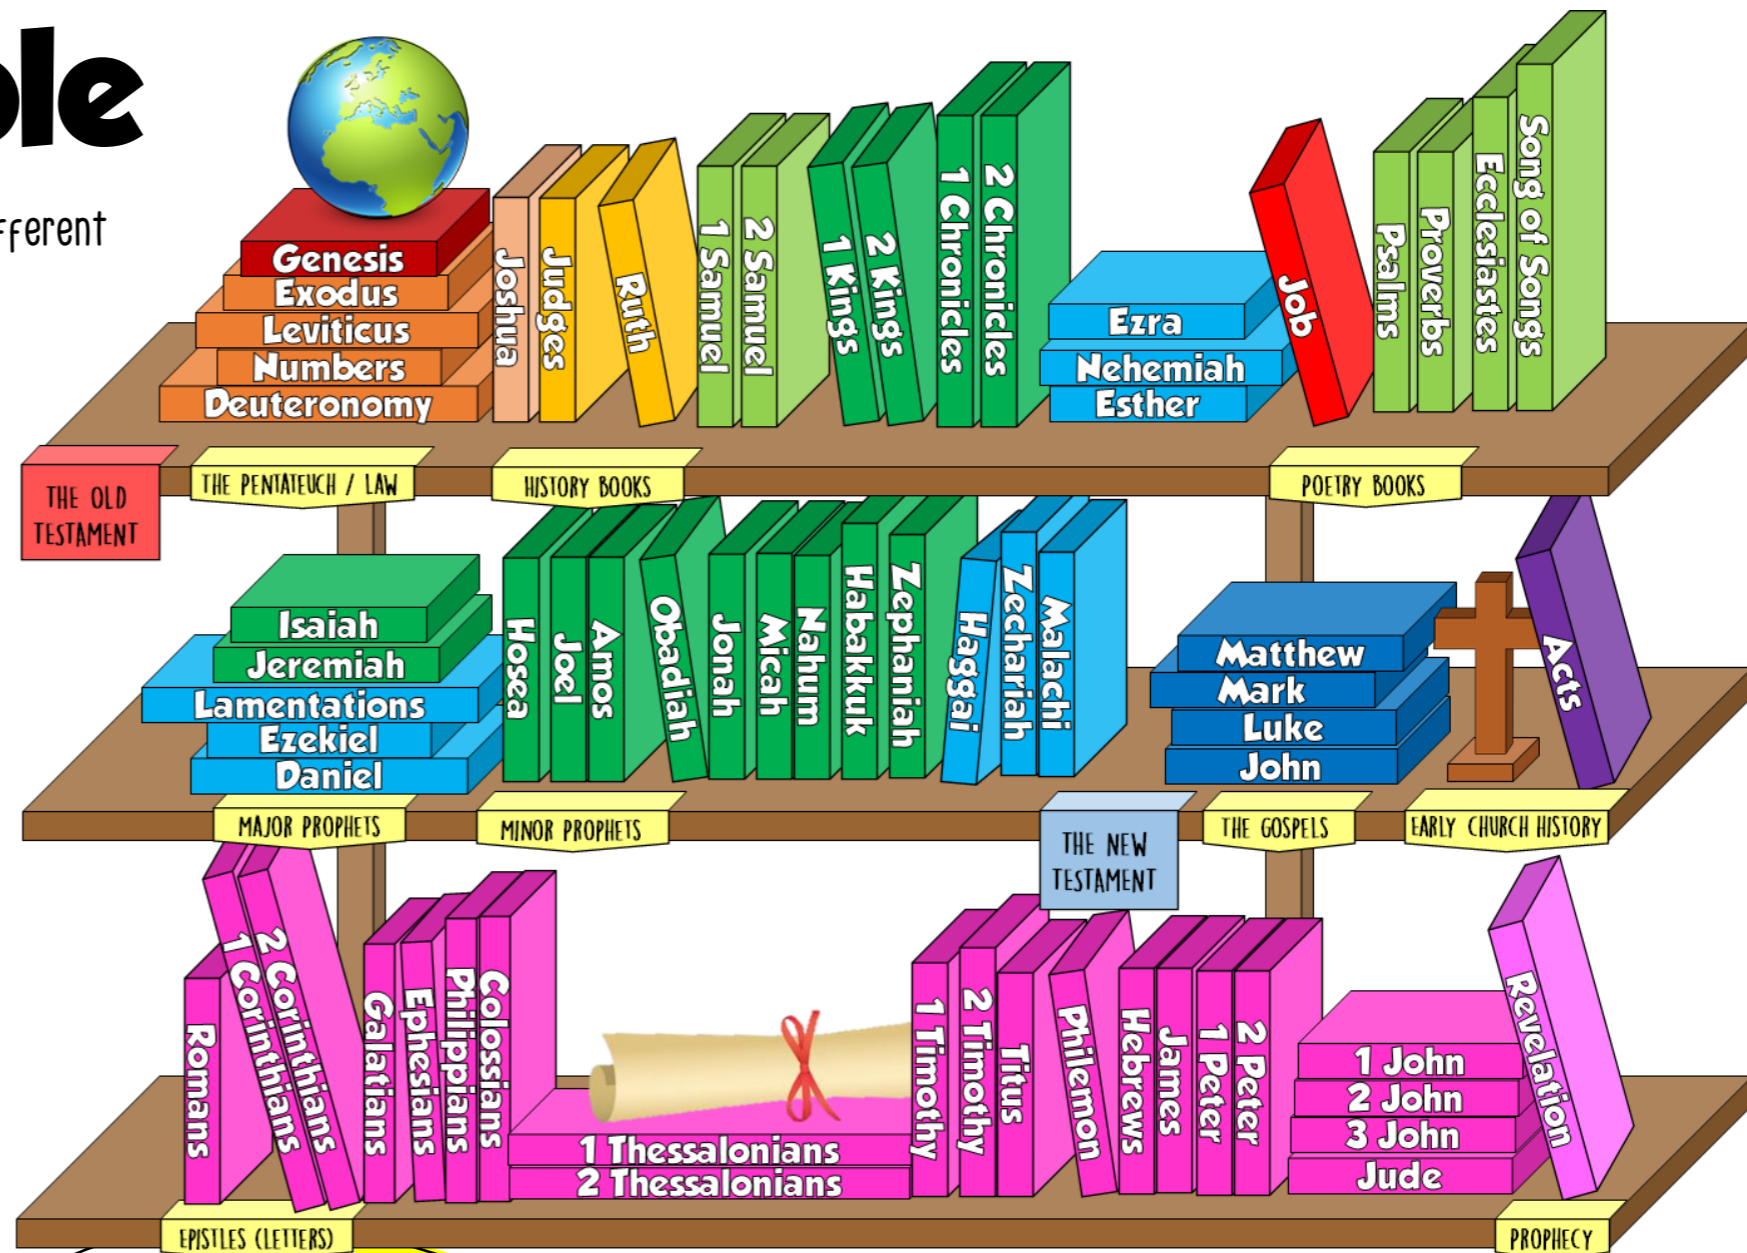 ble
ifferent
Genesis
Exodus
Leviticus
Numbers
Deuteronomy
Joshua
Judges
Ruth
1 Samuel
2 Samuel
1 Kings
2 Kings
1 Chronicles
2 Chronicles
Ezra
Nehemiah
Esther
Job
Psalms
Proverbs
Ecclesiastes
Song of Songs
THE OLD
TESTAMENT
THE PENTATEUCH / LAW
HISTORY BOOKS
POETRY BOOKS
Isaiah
Jeremiah
Lamentations
Ezekiel
Daniel
Hosea
Joel
Amos
Obadiah
Jonah
Micah
Nahum
Habakkuk
Zephaniah
Haggai
Zechariah
Malachi
Matthew
Mark
Luke
John
Acts
MAJOR PROPHETS
MINOR PROPHETS
THE NEW
TESTAMENT
THE GOSPELS
EARLY CHURCH HISTORY
Romans
1 Corinthians
2 Corinthians
Galatians
Ephesians
Philippians
Colossians
1 Thessalonians
2 Thessalonians
1 Timothy
2 Timothy
Titus
Philemon
Hebrews
James
1 Peter
2 Peter
1 John
2 John
3 John
Jude
Revelation
EPISTLES (LETTERS)
PROPHECY